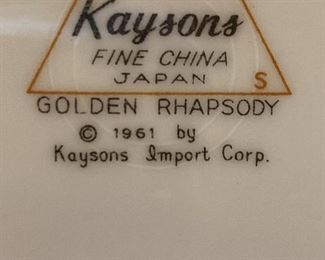 Kaysons
FINE CHINA
JAPAN S
GOLDEN RHAPSODY
© 1961 by
Kaysons Import Corp.